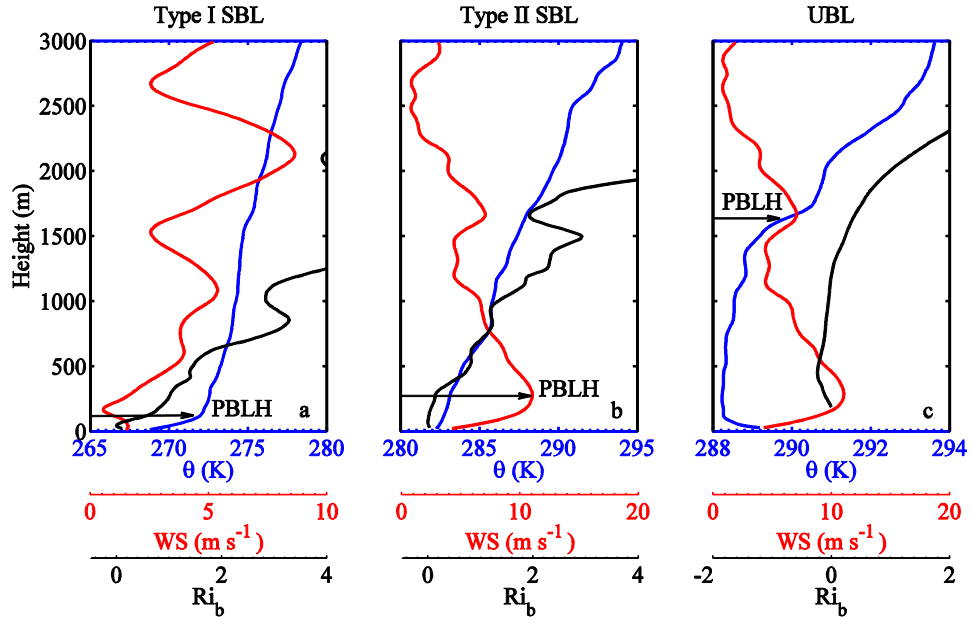 Type I SBL Type II SBL UBL
3000
2500
2000
1500
1000
500
0
Height (m)
PBLH a
PBLH b
PBLH c
265 270 275 280 280 285 290 295 288 290 292 294
θ (K) θ (K) θ (K)
0 5 10 0 10 20 0 10 20
WS (m s⁻¹) WS (m s⁻¹) WS (m s⁻¹)
0 2 4 0 2 4 -2 0 2
Ri_b Ri_b Ri_b